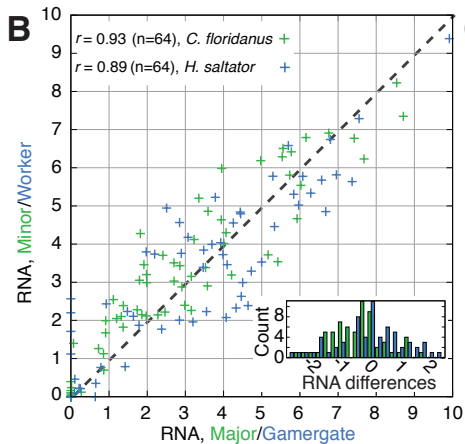 B
r = 0.93 (n=64), C. floridanus
r = 0.89 (n=64), H. saltator
RNA, Minor/Worker
10
9
8
7
6
5
4
3
2
1
0
Count
8
4
0
-2 -1 0 1 2
RNA differences
0 1 2 3 4 5 6 7 8 9 10
RNA, Major/Gamergate